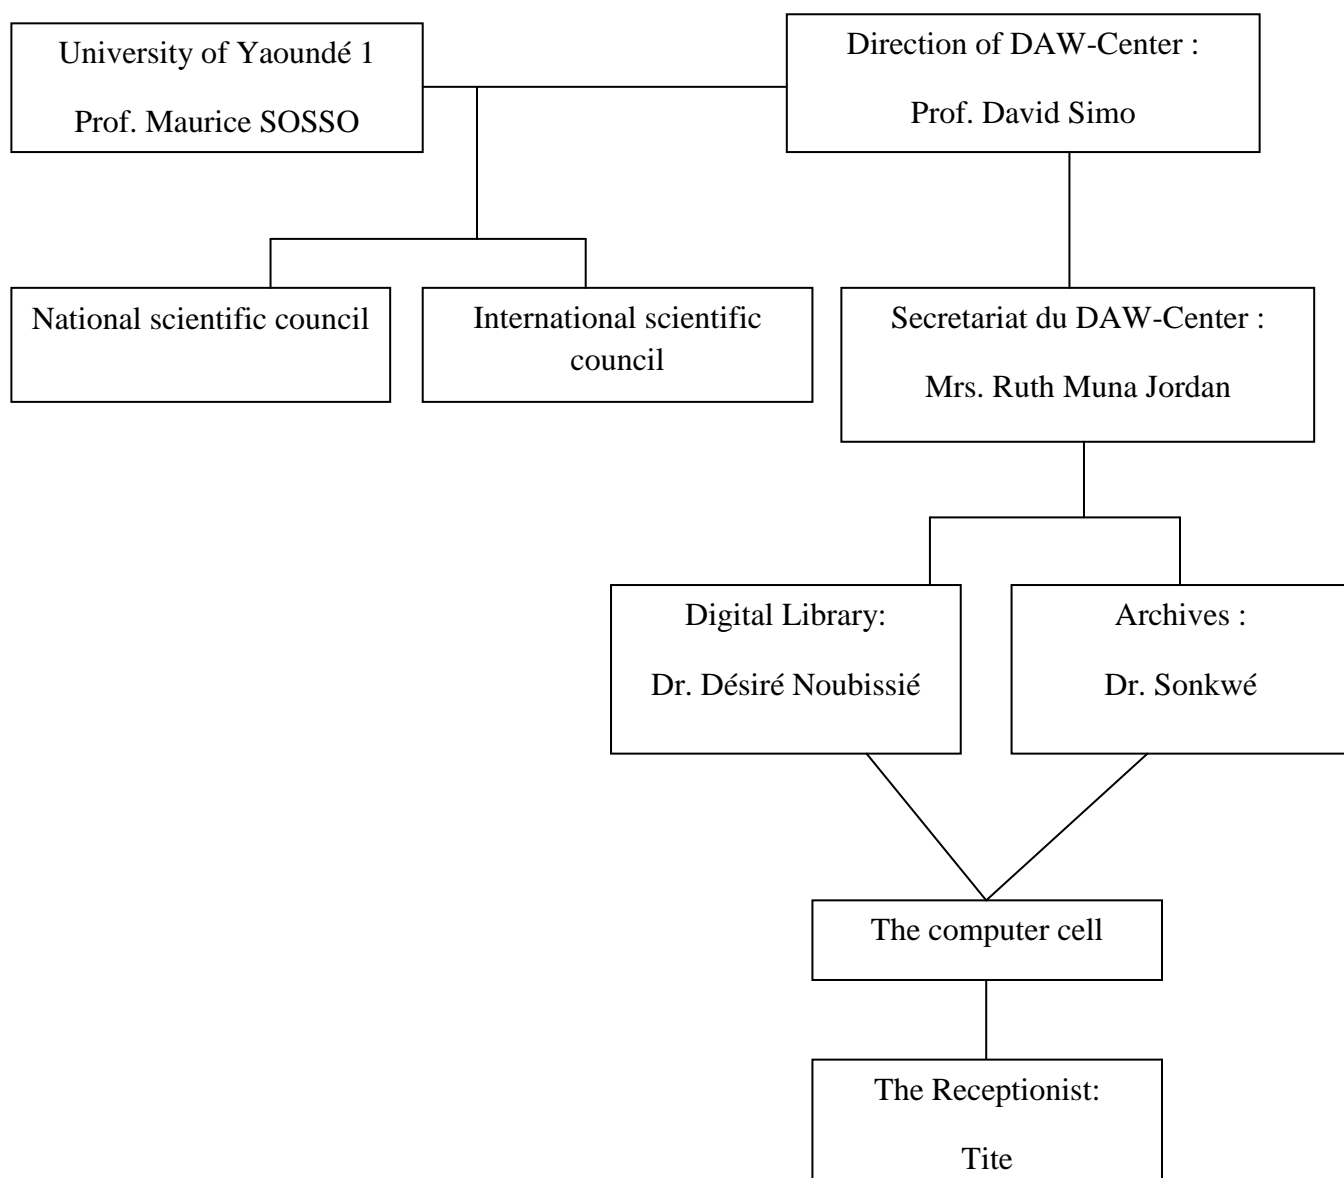 University of Yaoundé 1
Prof. Maurice SOSSO
Direction of DAW-Center :
Prof. David Simo
National scientific council
International scientific
council
Secretariat du DAW-Center :
Mrs. Ruth Muna Jordan
Digital Library:
Dr. Désiré Noubissié
Archives :
Dr. Sonkwé
The computer cell
The Receptionist:
Tite